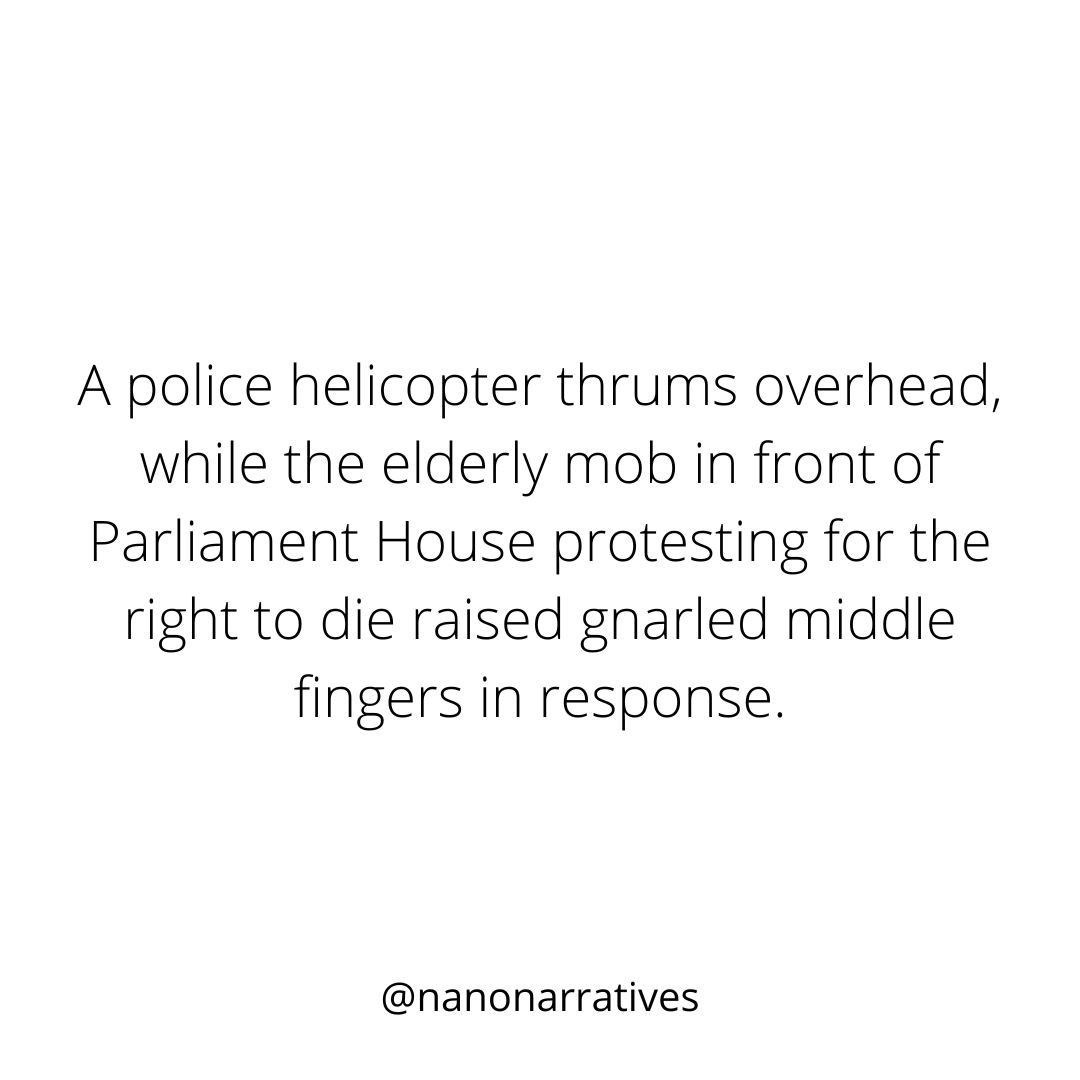 A police helicopter thrums overhead,
while the elderly mob in front of
Parliament House protesting for the
right to die raised gnarled middle
fingers in response.
@nanonarratives